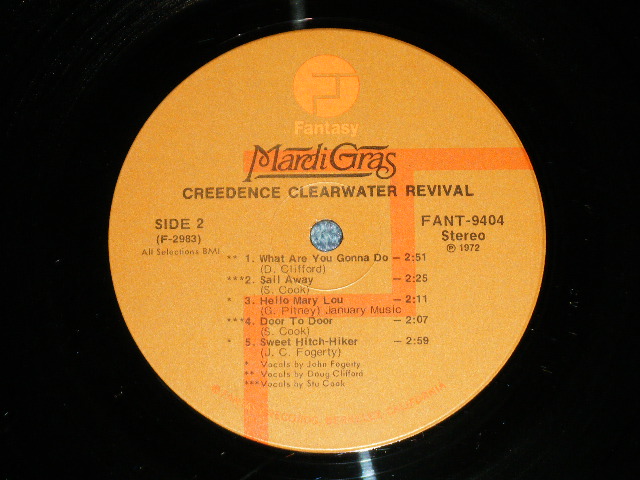 Fantasy
Mardi Gras
CREEDENCE CLEARWATER REVIVAL
SIDE 2
(F-2983)
All Selections BMI
FANT-9404
Stereo
℗ 1972
** 1. What Are You Gonna Do — 2:51
(D. Clifford)
***2. Sail Away — 2:25
(S. Cook)
* 3. Hello Mary Lou — 2:11
(G. Pitney) January Music
***4. Door To Door — 2:07
(S. Cook)
* 5. Sweet Hitch-Hiker — 2:59
(J. C. Fogerty)
* Vocals by John Fogerty
** Vocals by Doug Clifford
*** Vocals by Stu Cook
RECORDS, BERKELEY, CALIFORNIA